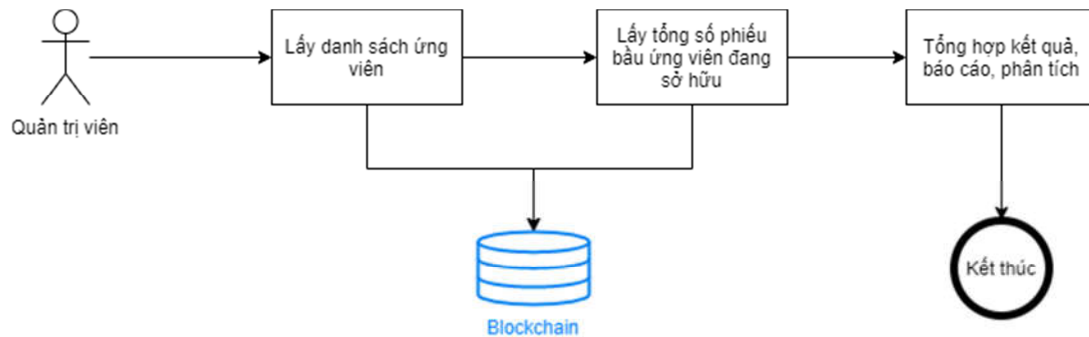 Quản trị viên
Lấy danh sách ứng
viên
Lấy tổng số phiếu
bầu ứng viên đang
sở hữu
Tổng hợp kết quả,
báo cáo, phân tích
Blockchain
Kết thúc